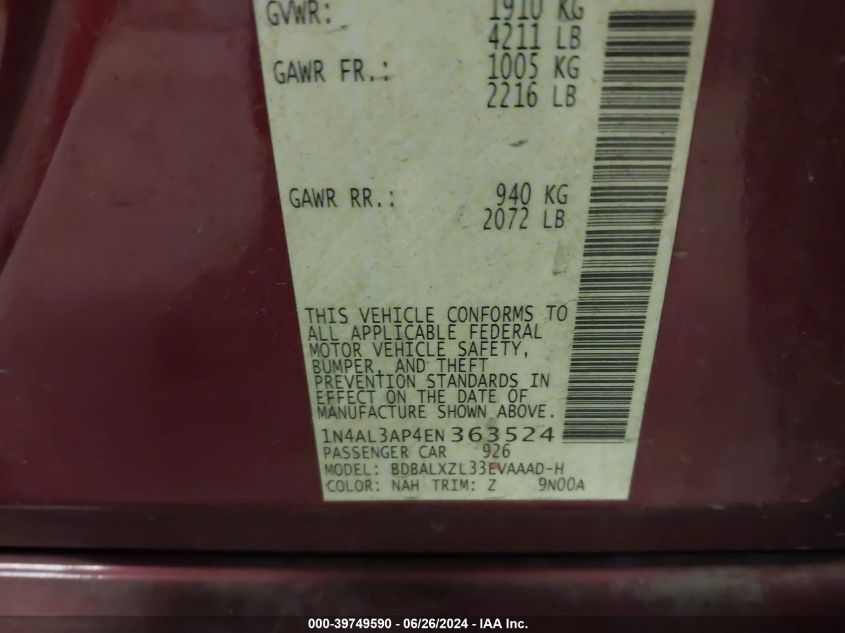 GVWR: 1910 KG
4211 LB
GAWR FR.: 1005 KG
2216 LB
GAWR RR.: 940 KG
2072 LB
THIS VEHICLE CONFORMS TO
ALL APPLICABLE FEDERAL
MOTOR VEHICLE SAFETY,
BUMPER, AND THEFT
PREVENTION STANDARDS IN
EFFECT ON THE DATE OF
MANUFACTURE SHOWN ABOVE.
1N4AL3AP4EN363524
PASSENGER CAR 926
MODEL: BDBALXZL33EVAAAD-H
COLOR: NAH TRIM: Z 9N00A
000-39749590 - 06/26/2024 - IAA Inc.